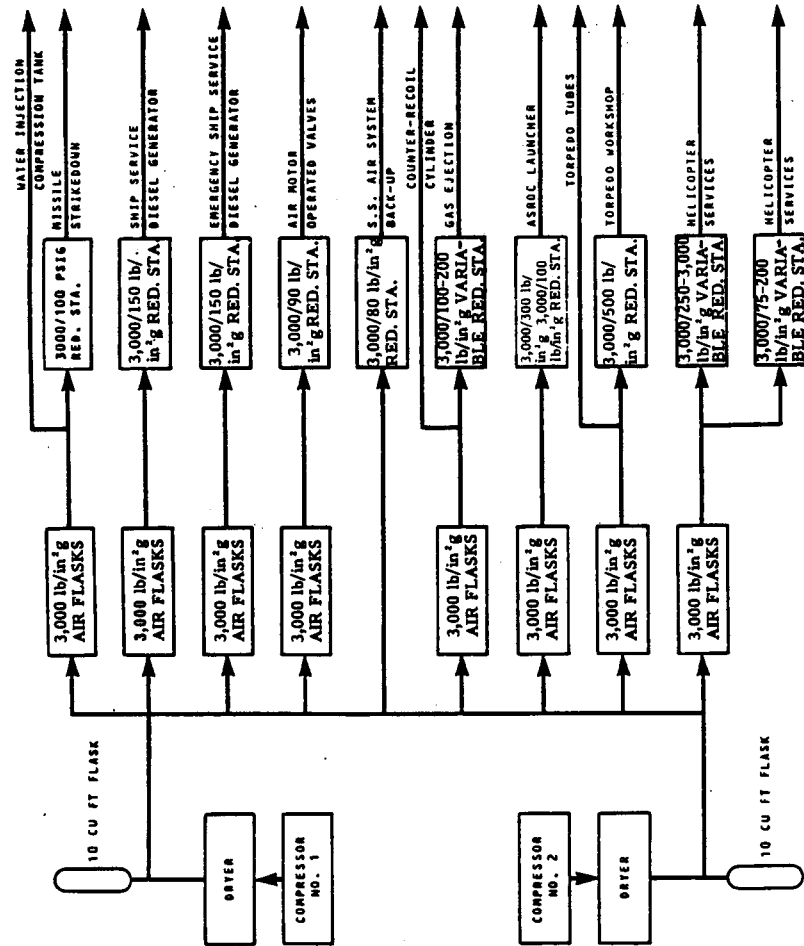 WATER INJECTION
COMPRESSION TANK
MISSILE
STRIKEDOWN
3000/100 PSIG
RED. STA.
3,000 lb/in²g
AIR FLASKS
SHIP SERVICE
DIESEL GENERATOR
3,000/150 lb/.
in²g RED. STA.
3,000 lb/in²g
AIR FLASKS
EMERGENCY SHIP SERVICE
DIESEL GENERATOR
3,000/150 lb/
in²g RED. STA.
3,000 lb/in²g
AIR FLASKS
AIR MOTOR
OPERATED VALVES
3,000/90 lb/
in²g RED. STA.
3,000 lb/in²g
AIR FLASKS
S.S. AIR SYSTEM
BACK-UP
3,000/80 lb/in²g
RED. STA.
COUNTER-RECOIL
CYLINDER
GAS EJECTION
3,000/100-200
lb/in²g VARIA-
BLE RED. STA.
3,000 lb/in²g
AIR FLASKS
ASROC LAUNCHER
3,000/300 lb/
in²g 3,000/100
lb/in²g RED. STA.
3,000 lb/in²g
AIR FLASKS
TORPEDO TUBES
TORPEDO WORKSHOP
3,000/500 lb/
in²g RED. STA.
3,000 lb/in²g
AIR FLASKS
HELICOPTER
SERVICES
3,000/250-3,000
lb/in²g VARIA-
BLE RED. STA.
3,000 lb/in²g
AIR FLASKS
HELICOPTER
SERVICES
3,000/75-200
lb/in²g VARIA-
BLE RED. STA.
10 CU FT FLASK
DRYER
COMPRESSOR
NO. 1
COMPRESSOR
NO. 2
DRYER
10 CU FT FLASK